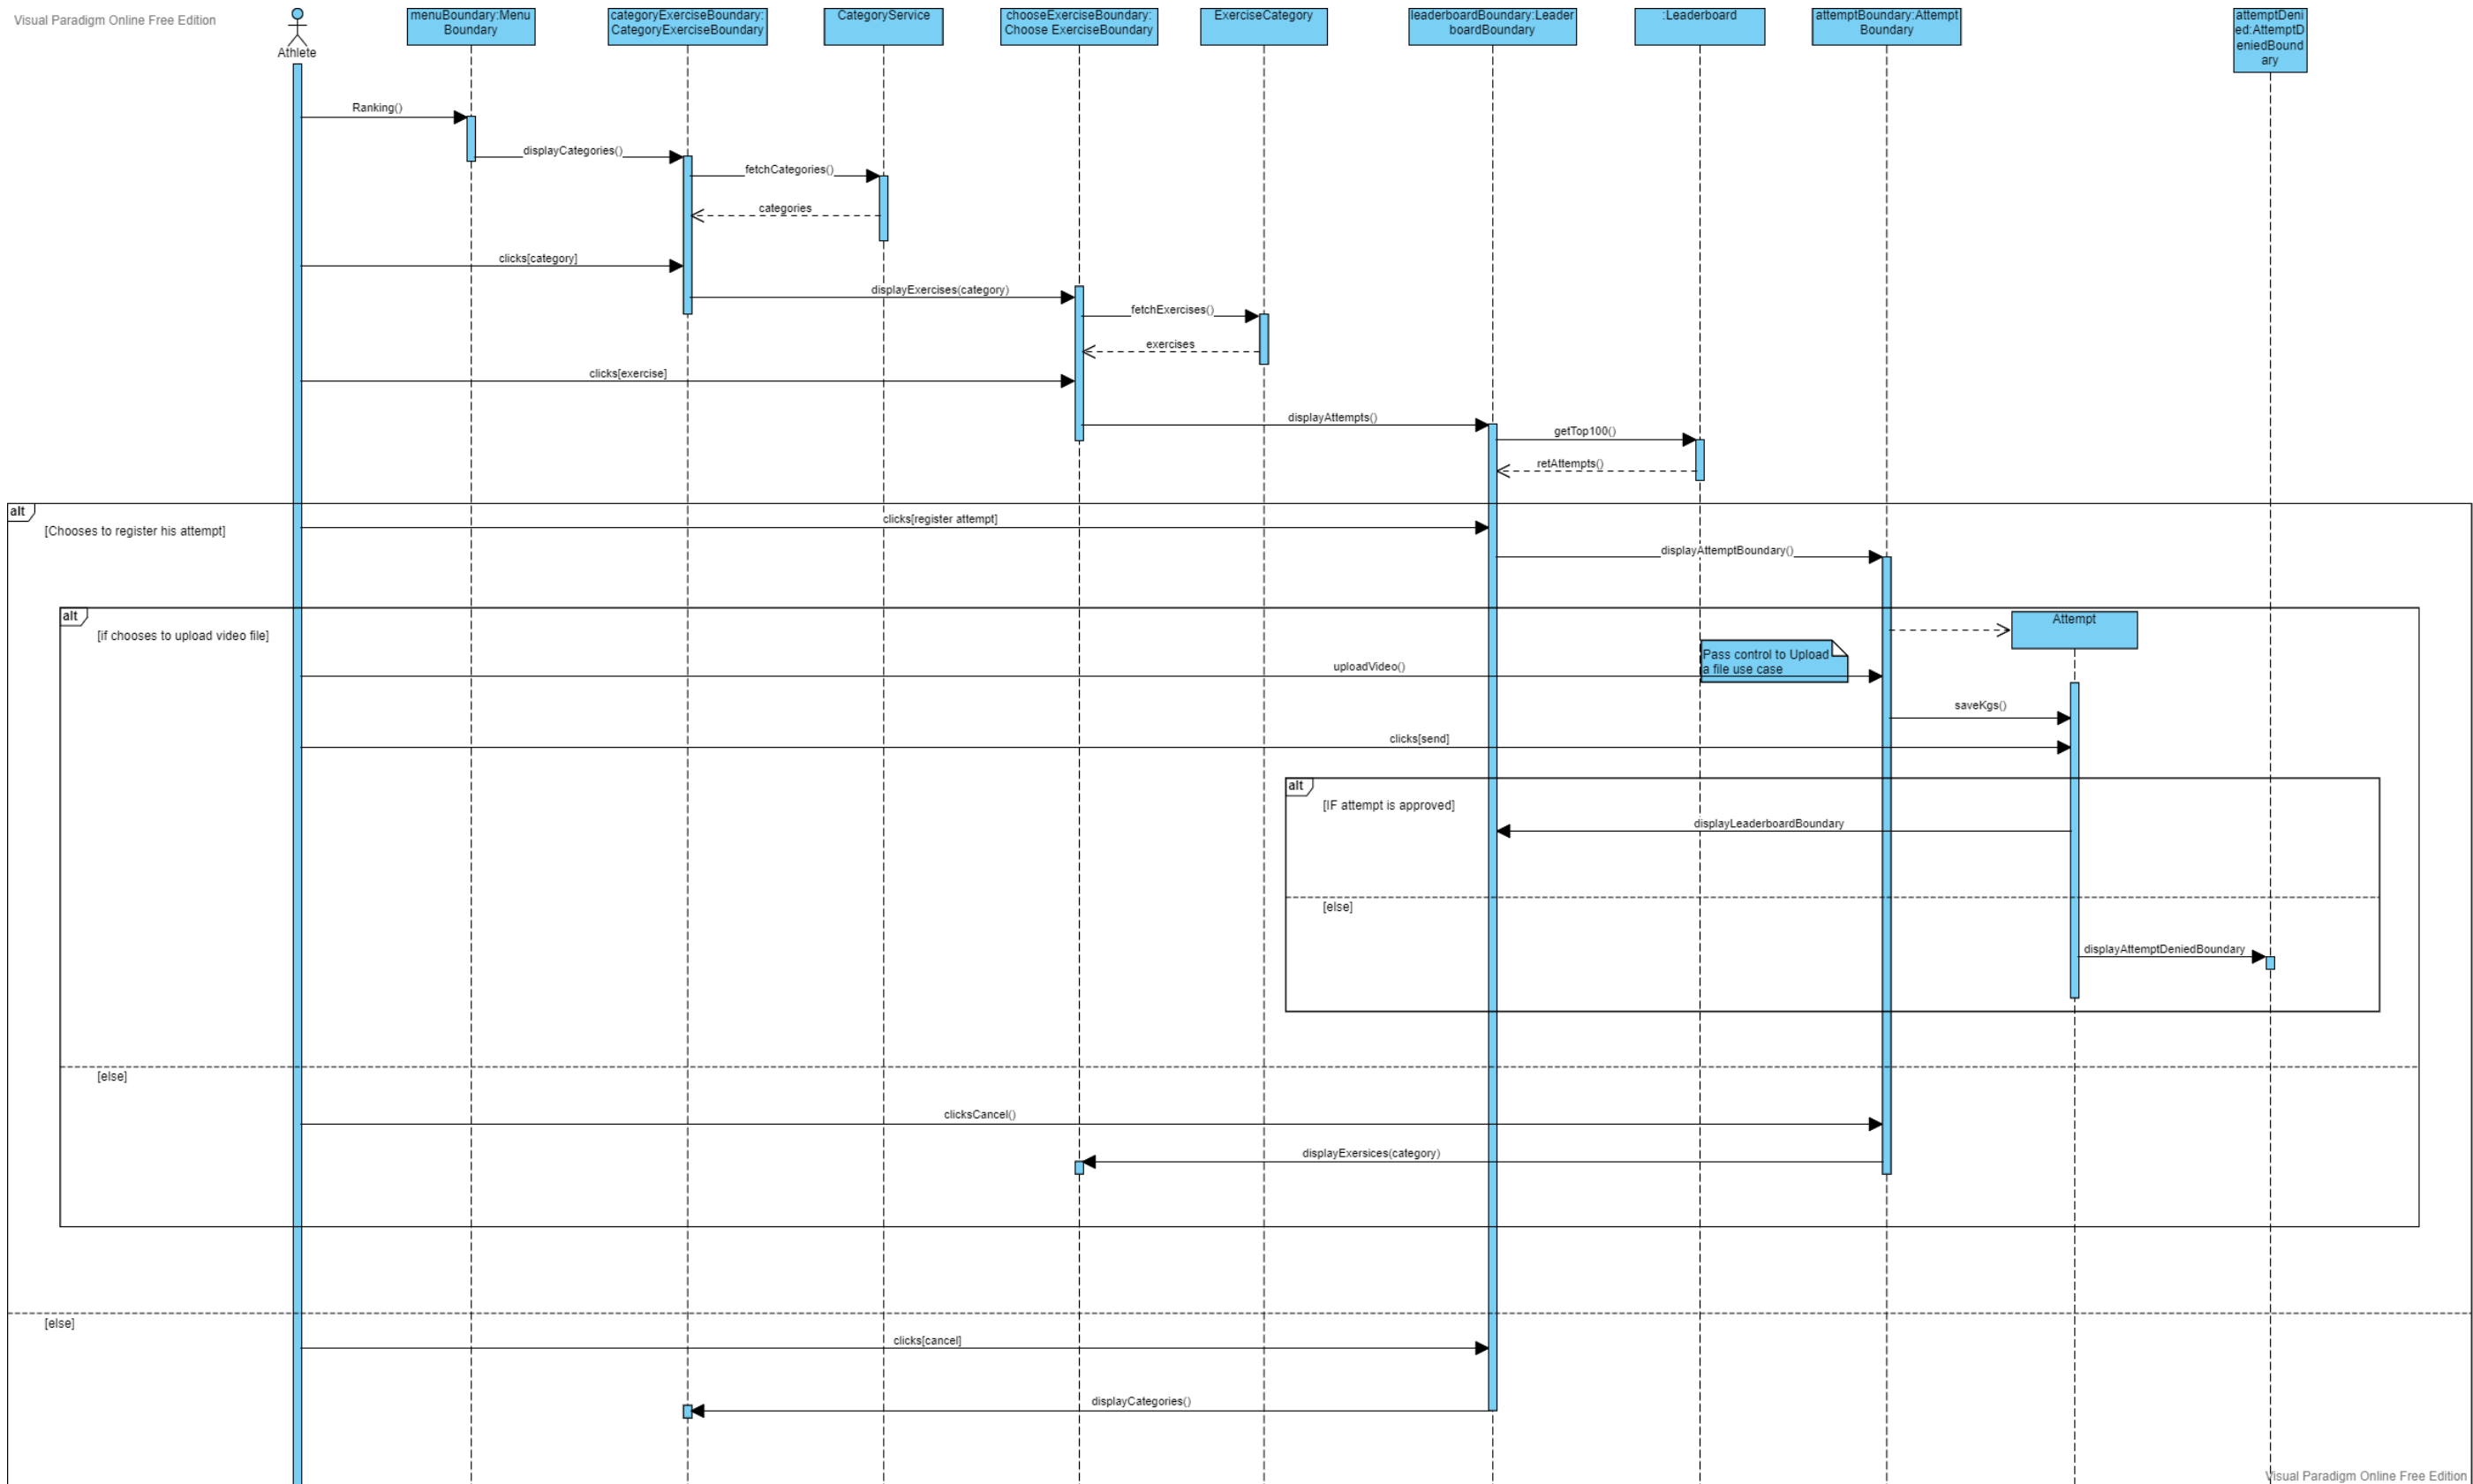 Visual Paradigm Online Free Edition
Athlete
menuBoundary:Menu
Boundary
categoryExerciseBoundary:
CategoryExerciseBoundary
CategoryService
chooseExerciseBoundary:
Choose ExerciseBoundary
ExerciseCategory
leaderboardBoundary:Leader
boardBoundary
:Leaderboard
attemptBoundary:Attempt
Boundary
attemptDeni
ed:AttemptD
eniedBound
ary
Ranking()
displayCategories()
fetchCategories()
categories
clicks[category]
displayExercises(category)
fetchExercises()
exercises
clicks[exercise]
displayAttempts()
getTop100()
retAttempts()
alt
[Chooses to register his attempt]
clicks[register attempt]
displayAttemptBoundary()
alt
[if chooses to upload video file]
Attempt
Pass control to Upload
a file use case
uploadVideo()
saveKgs()
clicks[send]
alt
[IF attempt is approved]
displayLeaderboardBoundary
[else]
displayAttemptDeniedBoundary
[else]
clicksCancel()
displayExersices(category)
[else]
clicks[cancel]
displayCategories()
Visual Paradigm Online Free Edition